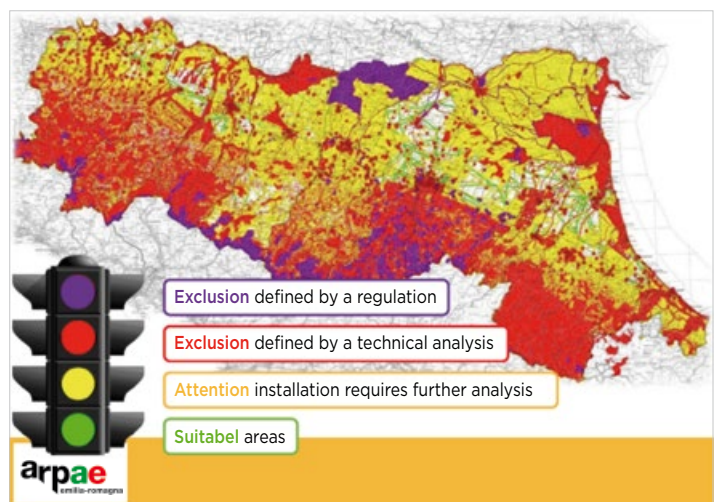 Exclusion defined by a regulation
Exclusion defined by a technical analysis
Attention installation requires further analysis
Suitabel areas
arpae
emilia-romagna